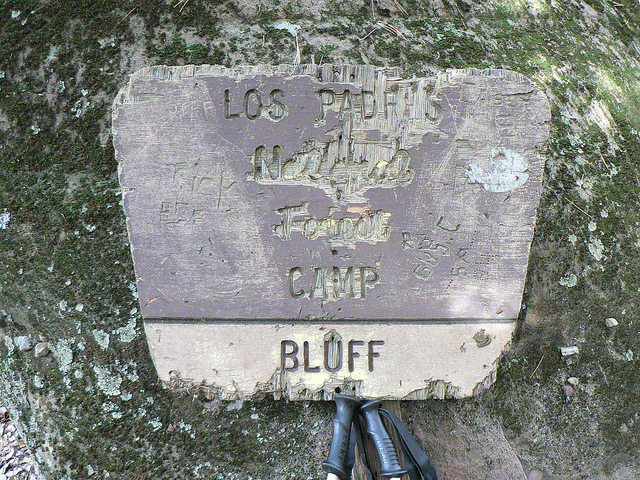 LOS PADRES
National
Forest
CAMP
BLUFF